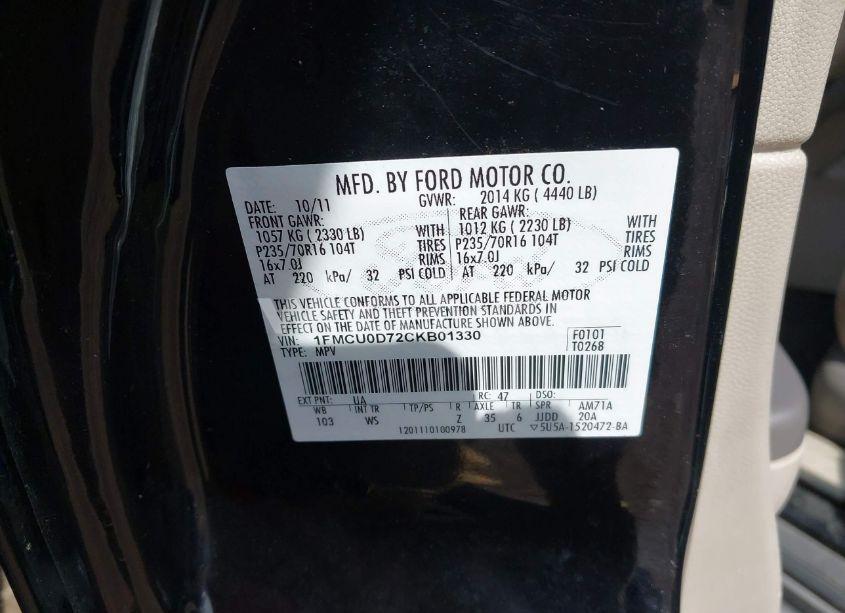 MFD. BY FORD MOTOR CO.
DATE: 10/11 GVWR: 2014 KG ( 4440 LB)
FRONT GAWR: REAR GAWR:
1057 KG ( 2330 LB) WITH 1012 KG ( 2230 LB) WITH
P235/70R16 104T TIRES P235/70R16 104T TIRES
16x7.0J RIMS 16x7.0J RIMS
AT 220 kPa/ 32 PSI COLD AT 220 kPa/ 32 PSI COLD
THIS VEHICLE CONFORMS TO ALL APPLICABLE FEDERAL MOTOR
VEHICLE SAFETY AND THEFT PREVENTION STANDARDS IN
EFFECT ON THE DATE OF MANUFACTURE SHOWN ABOVE.
VIN: 1FMCU0D72CKB01330 F0101
TYPE: MPV T0268
EXT PNT: UA RC: 47 DSO:
WB INT TR TP/PS R AXLE TR SPR AM71A
103 WS Z 35 6 JJDD 20A
1201110100978 UTC ▽5U5A-1520472-BA